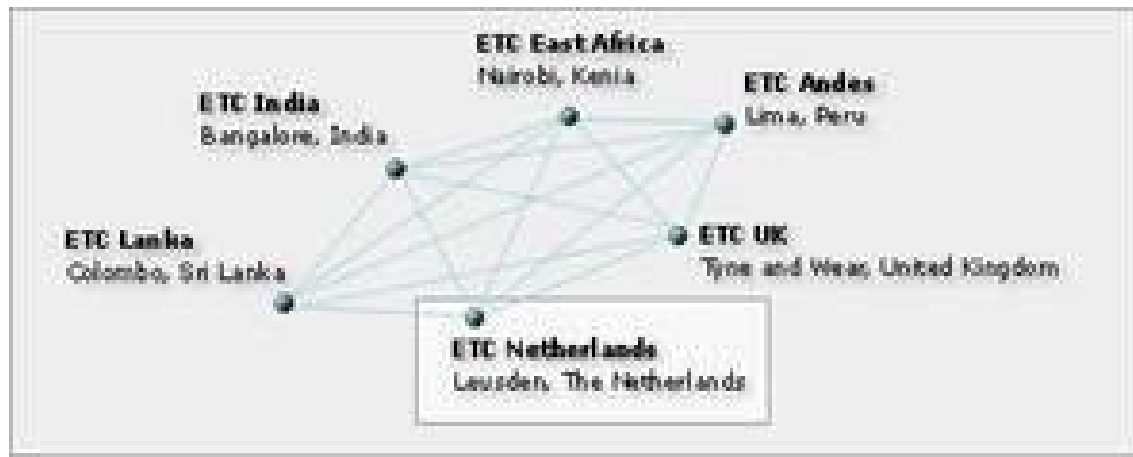 ETC East Africa
Nairobi, Kenia
ETC Andes
Lima, Peru
ETC India
Bangalore, India
ETC Lanka
Colombo, Sri Lanka
ETC UK
Tyne and Wear, United Kingdom
ETC Netherlands
Leusden, The Netherlands